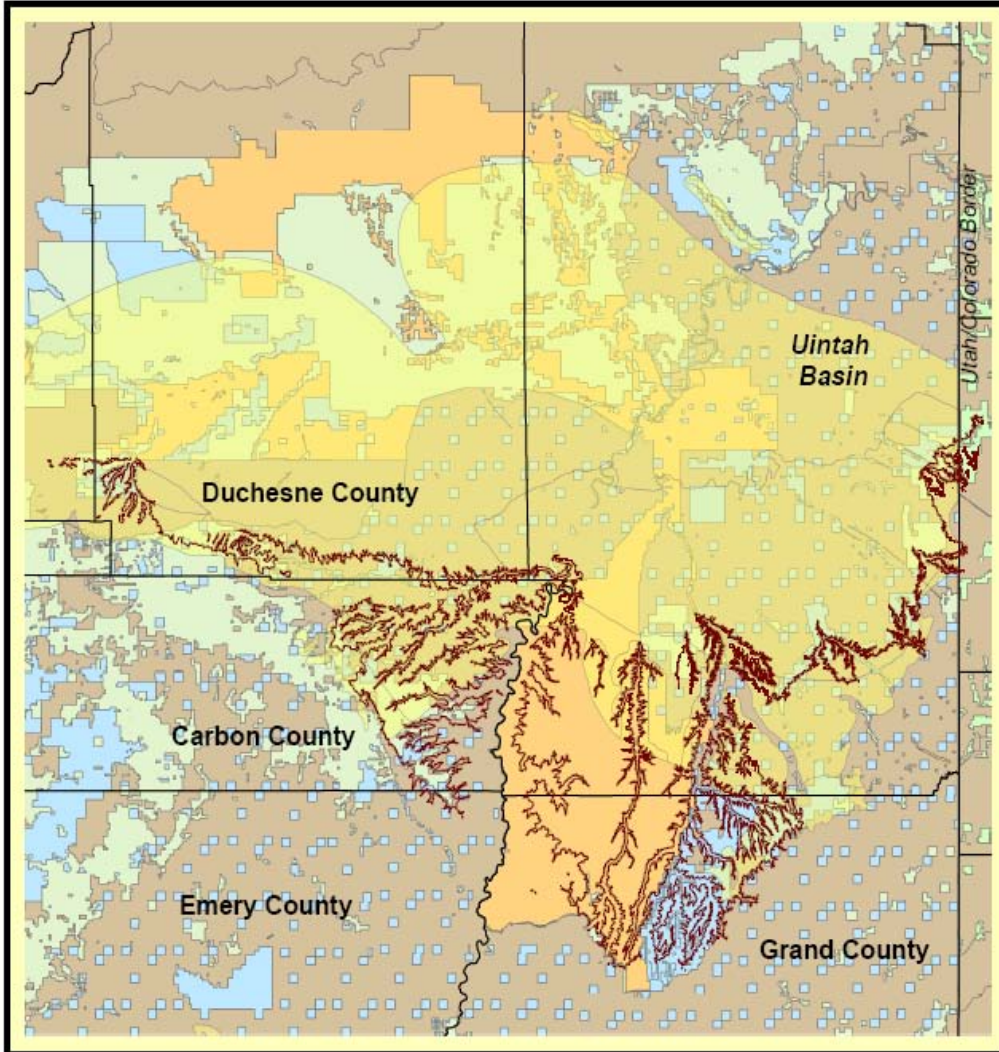 Utah/Colorado Border
Uintah
Basin
Duchesne County
Carbon County
Emery County
Grand County